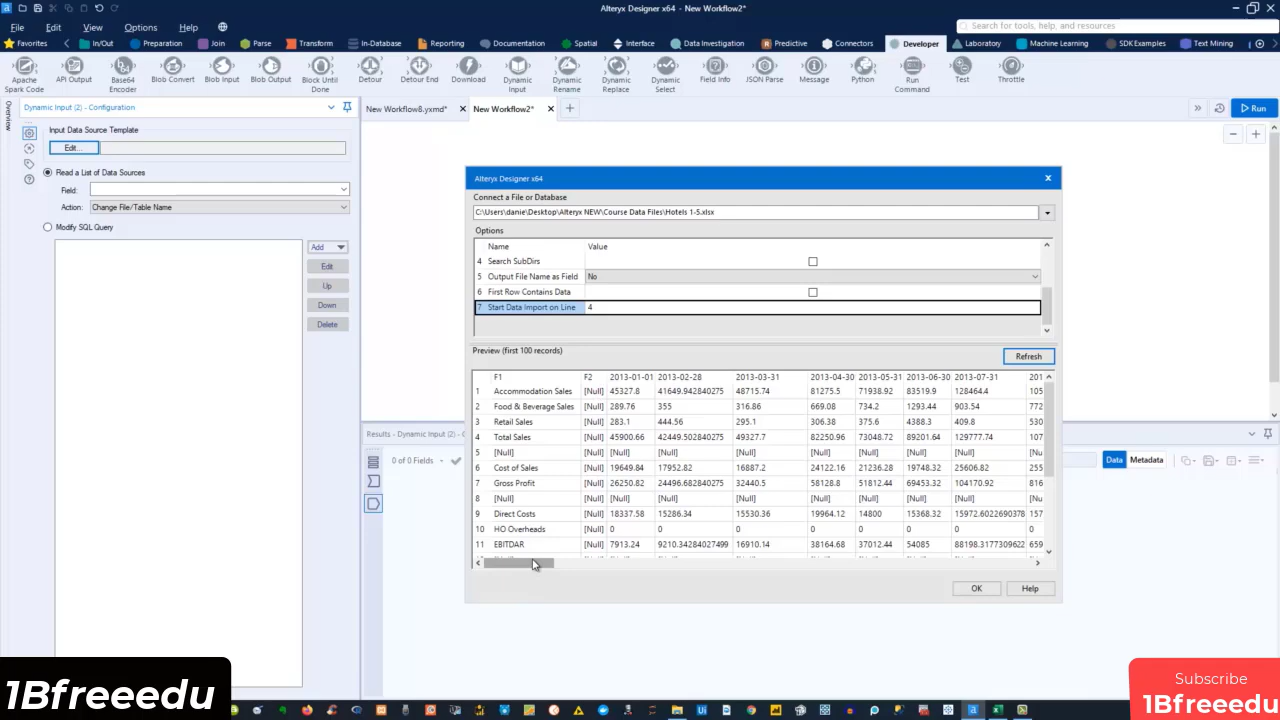 Alteryx Designer x64 - New Workflow2*
File Edit View Options Help
Search for tools, help, and resources
Favorites In/Out Preparation Join Parse Transform In-Database Reporting Documentation Spatial Interface Data Investigation Predictive Connectors Developer Laboratory Machine Learning SDKExamples Text Mining
Apache Spark Code API Output Base64 Encoder Blob Convert Blob Input Blob Output Block Until Done Detour Detour End Download Dynamic Input Dynamic Rename Dynamic Replace Dynamic Select Field Info JSON Parse Message Python Run Command Test Throttle
Overview
Dynamic Input (2) - Configuration
New Workflow8.yxmd* New Workflow2*
Run
Input Data Source Template
Edit...
Read a List of Data Sources
Field:
Action: Change File/Table Name
Modify SQL Query
Add
Edit
Up
Down
Delete
Alteryx Designer x64
Connect a File or Database
C:\Users\danie\Desktop\Alteryx NEW\Course Data Files\Hotels 1-5.xlsx
Options
Name Value
4 Search SubDirs
5 Output File Name as Field No
6 First Row Contains Data
7 Start Data Import on Line 4
Preview (first 100 records)
Refresh
F1 F2 2013-01-01 2013-02-28 2013-03-31 2013-04-30 2013-05-31 2013-06-30 2013-07-31 201
1 Accommodation Sales [Null] 45327.8 41649.942840275 48715.74 81275.5 71938.92 83519.9 128464.4 105
2 Food & Beverage Sales [Null] 289.76 355 316.86 669.08 734.2 1293.44 903.54 772
3 Retail Sales [Null] 283.1 444.56 295.1 306.38 375.6 4388.3 409.8 530
4 Total Sales [Null] 45900.66 42449.502840275 49327.7 82250.96 73048.72 89201.64 129777.74 107
5 [Null] [Null] [Null] [Null] [Null] [Null] [Null] [Null] [Null] [Nu
6 Cost of Sales [Null] 19649.84 17952.82 16887.2 24122.16 21236.28 19748.32 25606.82 255
7 Gross Profit [Null] 26250.82 24496.682840275 32440.5 58128.8 51812.44 69453.32 104170.92 816
8 [Null] [Null] [Null] [Null] [Null] [Null] [Null] [Null] [Null] [Nu
9 Direct Costs [Null] 18337.58 15286.34 15530.36 19964.12 14800 15368.32 15972.6022690378 157
10 HO Overheads [Null] 0 0 0 0 0 0 0 0
11 EBITDAR [Null] 7913.24 9210.34284027499 16910.14 38164.68 37012.44 54085 88198.3177309622 659
OK Help
Results - Dynamic Input (2) -
0 of 0 Fields
Data Metadata
1Bfreeedu
Subscribe
1Bfreeedu